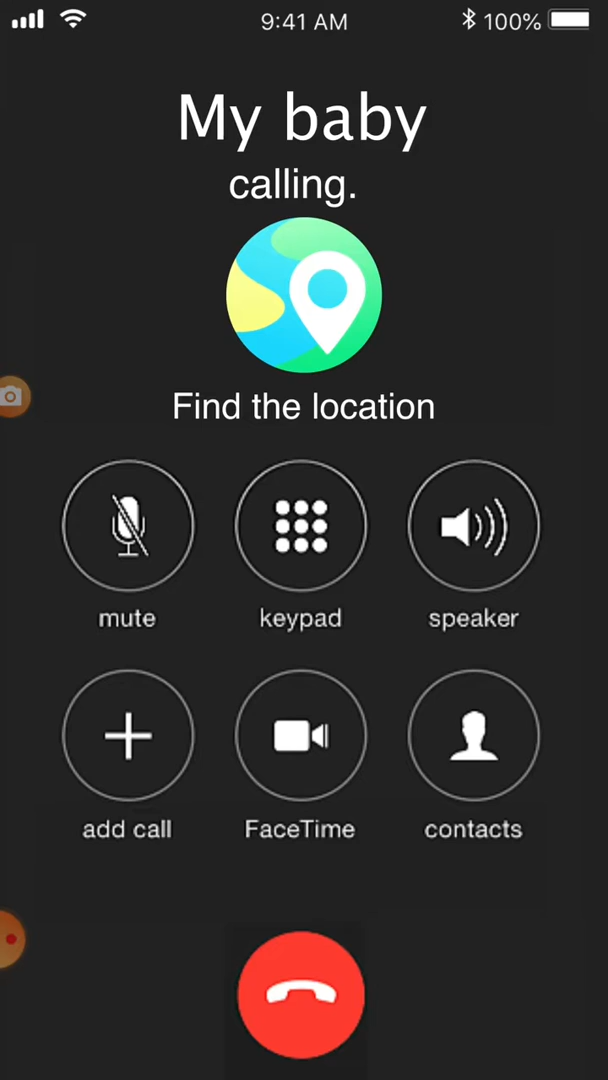 9:41 AM 100%
My baby
calling.
Find the location
mute keypad speaker
add call FaceTime contacts